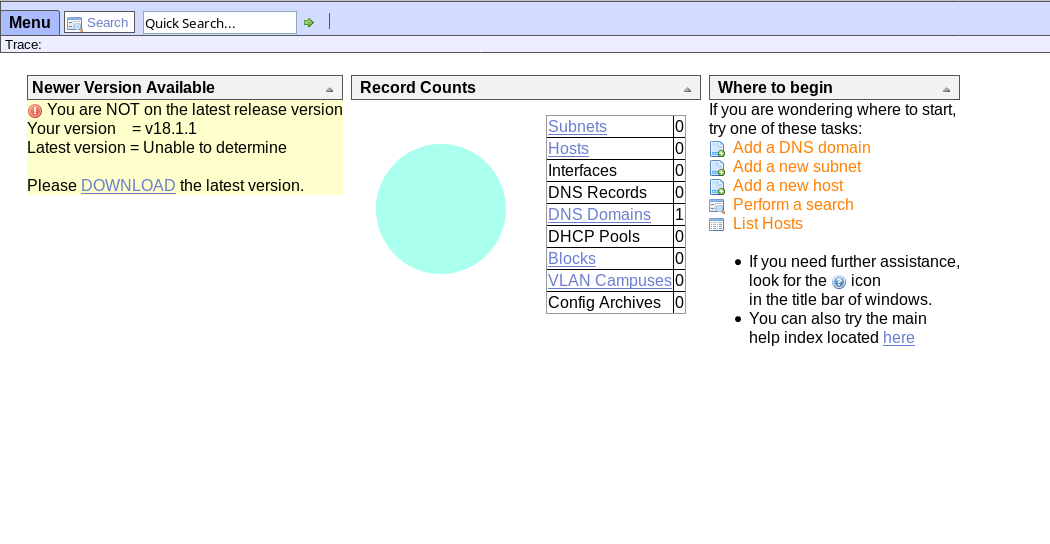 Menu Search Quick Search...
Trace:
Newer Version Available
You are NOT on the latest release version
Your version = v18.1.1
Latest version = Unable to determine
Please DOWNLOAD the latest version.
Record Counts
Subnets 0
Hosts 0
Interfaces 0
DNS Records 0
DNS Domains 1
DHCP Pools 0
Blocks 0
VLAN Campuses 0
Config Archives 0
Where to begin
If you are wondering where to start,
try one of these tasks:
Add a DNS domain
Add a new subnet
Add a new host
Perform a search
List Hosts
• If you need further assistance,
look for the ? icon
in the title bar of windows.
• You can also try the main
help index located here